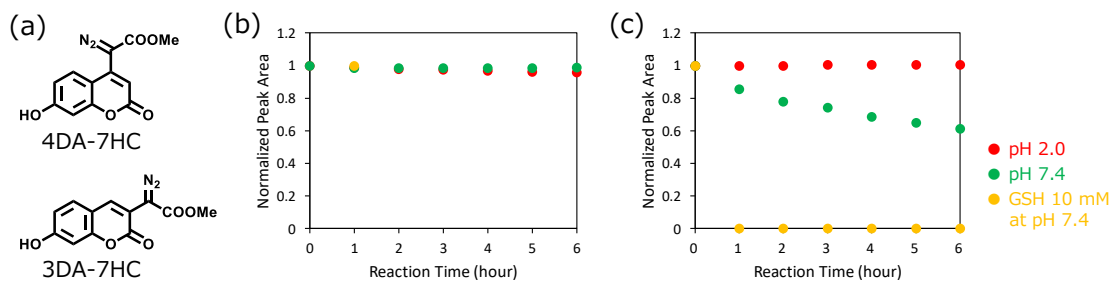 (a)
N2
COOMe
HO
O
O
4DA-7HC
N2
COOMe
HO
O
O
3DA-7HC
(b)
Normalized Peak Area
1.2
1
0.8
0.6
0.4
0.2
0
0 1 2 3 4 5 6
Reaction Time (hour)
(c)
Normalized Peak Area
1.2
1
0.8
0.6
0.4
0.2
0
0 1 2 3 4 5 6
Reaction Time (hour)
pH 2.0
pH 7.4
GSH 10 mM
at pH 7.4